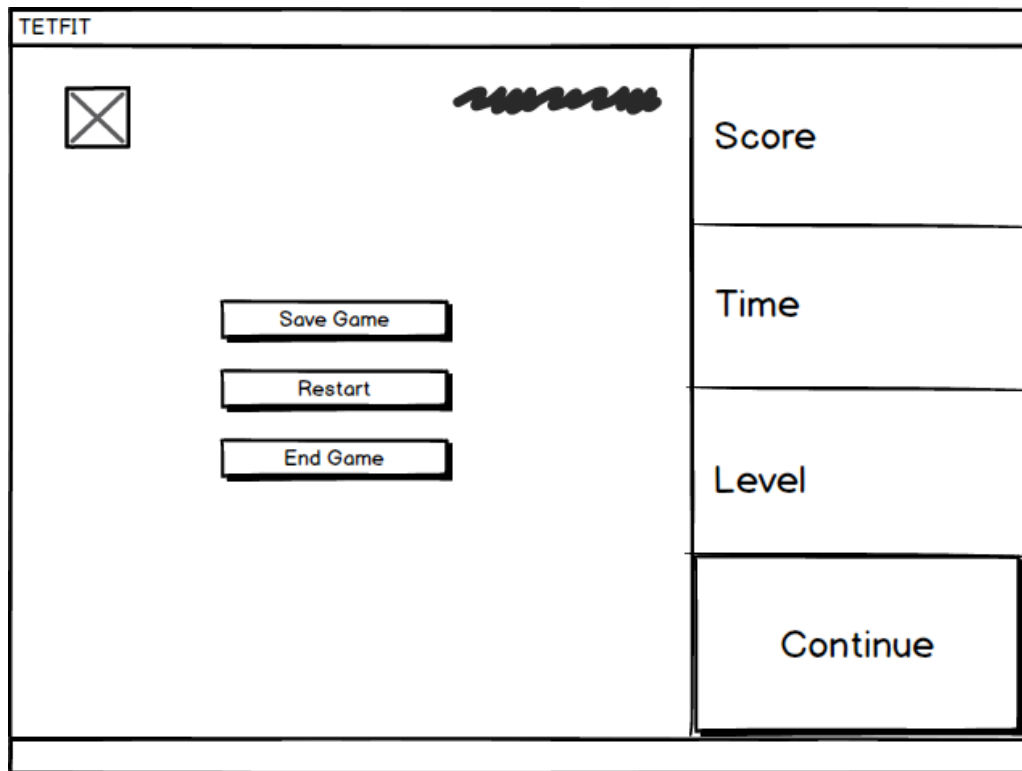 TETFIT
Save Game
Restart
End Game
Score
Time
Level
Continue